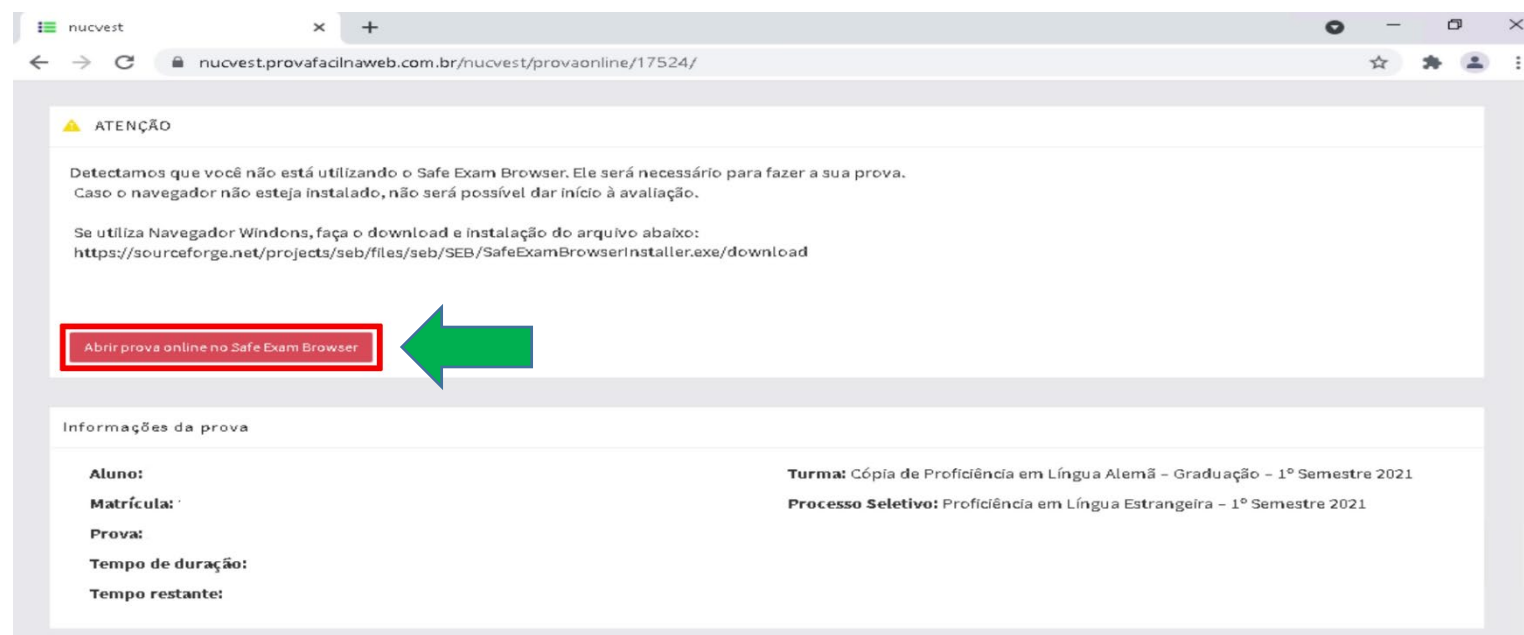 nucvest
nucvest.provafacilnaweb.com.br/nucvest/provaonline/17524/
ATENÇÃO
Detectamos que você não está utilizando o Safe Exam Browser. Ele será necessário para fazer a sua prova.
Caso o navegador não esteja instalado, não será possível dar início à avaliação.
Se utiliza Navegador Windons, faça o download e instalação do arquivo abaixo:
https://sourceforge.net/projects/seb/files/seb/SEB/SafeExamBrowserInstaller.exe/download
Abrir prova online no Safe Exam Browser
Informações da prova
Aluno:
Turma: Cópia de Proficiência em Língua Alemã – Graduação – 1º Semestre 2021
Matrícula:
Processo Seletivo: Proficiência em Língua Estrangeira – 1º Semestre 2021
Prova:
Tempo de duração:
Tempo restante: